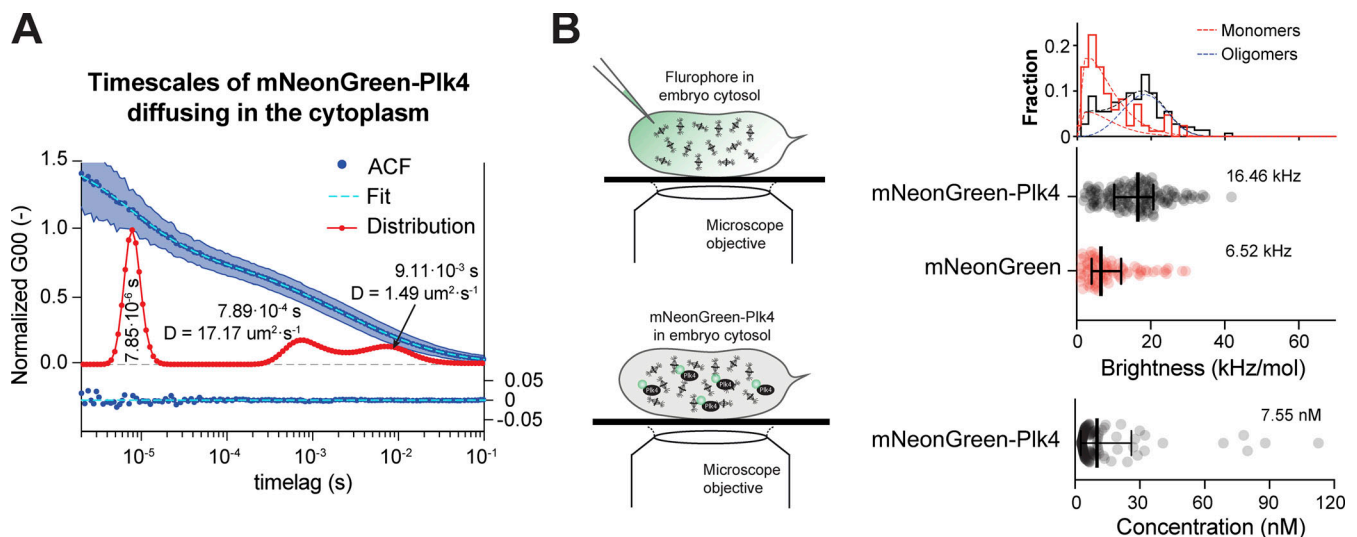 A
Timescales of mNeonGreen-Plk4
diffusing in the cytoplasm
Normalized G00 (-)
1.5
1.0
0.5
0.0
ACF
Fit
Distribution
7.85·10-6 s
7.89·10-4 s
D = 17.17 um2·s-1
9.11·10-3 s
D = 1.49 um2·s-1
0.05
0
-0.05
10-5
10-4
10-3
10-2
10-1
timelag (s)
B
Flurophore in
embryo cytosol
Microscope
objective
mNeonGreen-Plk4
in embryo cytosol
Plk4
Plk4
Plk4
Plk4
Plk4
Microscope
objective
Fraction
0.2
0.1
0.0
Monomers
Oligomers
mNeonGreen-Plk4
16.46 kHz
mNeonGreen
6.52 kHz
0
20
40
60
Brightness (kHz/mol)
mNeonGreen-Plk4
7.55 nM
0
30
60
90
120
Concentration (nM)